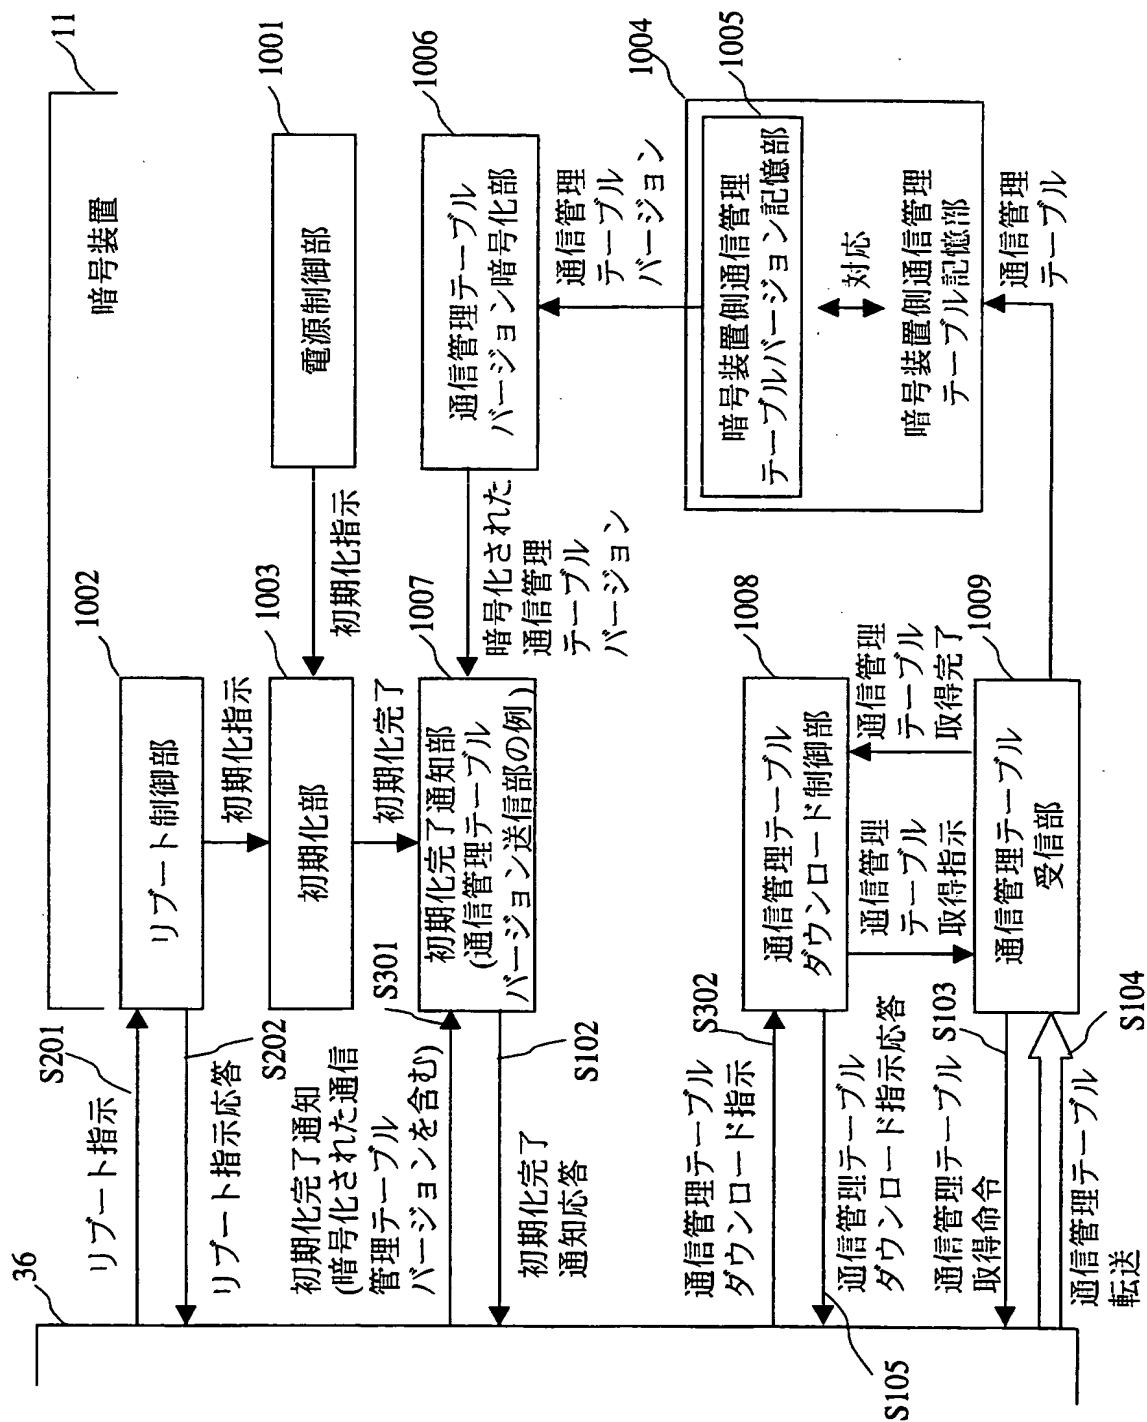 11
暗号装置
1001
電源制御部
1002
リブート制御部
初期化指示
初期化指示
1003
初期化部
初期化完了
1006
通信管理テーブル
バージョン暗号化部
暗号化された
通信管理
テーブル
バージョン
1007
初期化完了通知部
(通信管理テーブル
バージョン送信部の例)
通信管理
テーブル
バージョン
1004
1005
暗号装置側通信管理
テーブルバージョン記憶部
対応
暗号装置側通信管理
テーブル記憶部
通信管理
テーブル
1008
通信管理テーブル
ダウンロード制御部
通信管理
テーブル
取得指示
通信管理
テーブル
取得完了
1009
通信管理テーブル
受信部
36
リブート指示
S201
リブート指示応答
S202
初期化完了通知
(暗号化された通信
管理テーブル
バージョンを含む)
S301
初期化完了
通知応答
S102
通信管理テーブル
ダウンロード指示
S302
通信管理テーブル
ダウンロード指示応答
S105
通信管理テーブル
取得命令
S103
通信管理テーブル
転送
S104